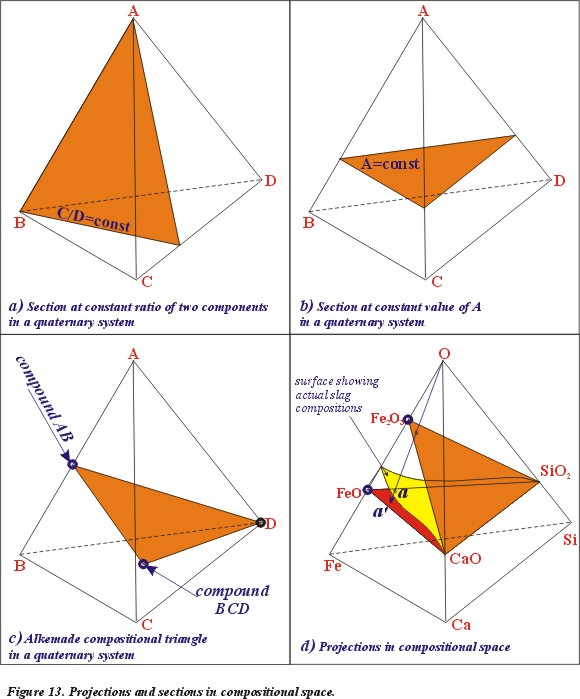 A
D
B
C/D=const
C
a) Section at constant ratio of two components
in a quaternary system
A
A=const
B
D
C
b) Section at constant value of A
in a quaternary system
A
compound AB
B
D
compound
BCD
C
c) Alkemade compositional triangle
in a quaternary system
O
surface showing
actual slag
compositions
Fe2O3
SiO2
FeO
a
a'
Si
Fe
CaO
Ca
d) Projections in compositional space
Figure 13. Projections and sections in compositional space.